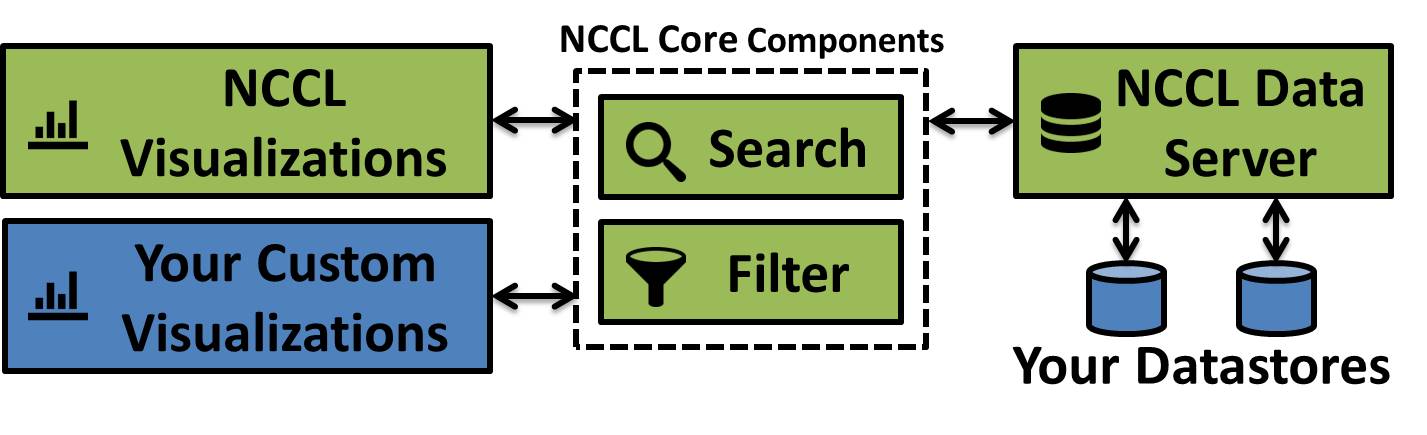 NCCL Core Components
NCCL
Visualizations
Search
NCCL Data
Server
Your Custom
Visualizations
Filter
Your Datastores